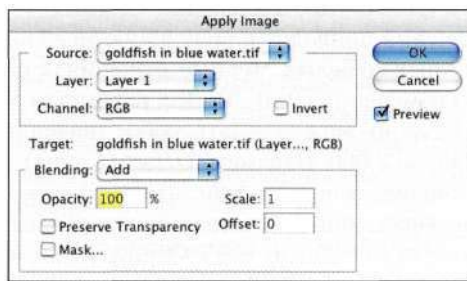 Apply Image
Source: goldfish in blue water.tif
Layer: Layer 1
Channel: RGB
Invert
OK
Cancel
Preview
Target: goldfish in blue water.tif (Layer..., RGB)
Blending: Add
Opacity: 100 %
Scale: 1
Preserve Transparency
Offset: 0
Mask...